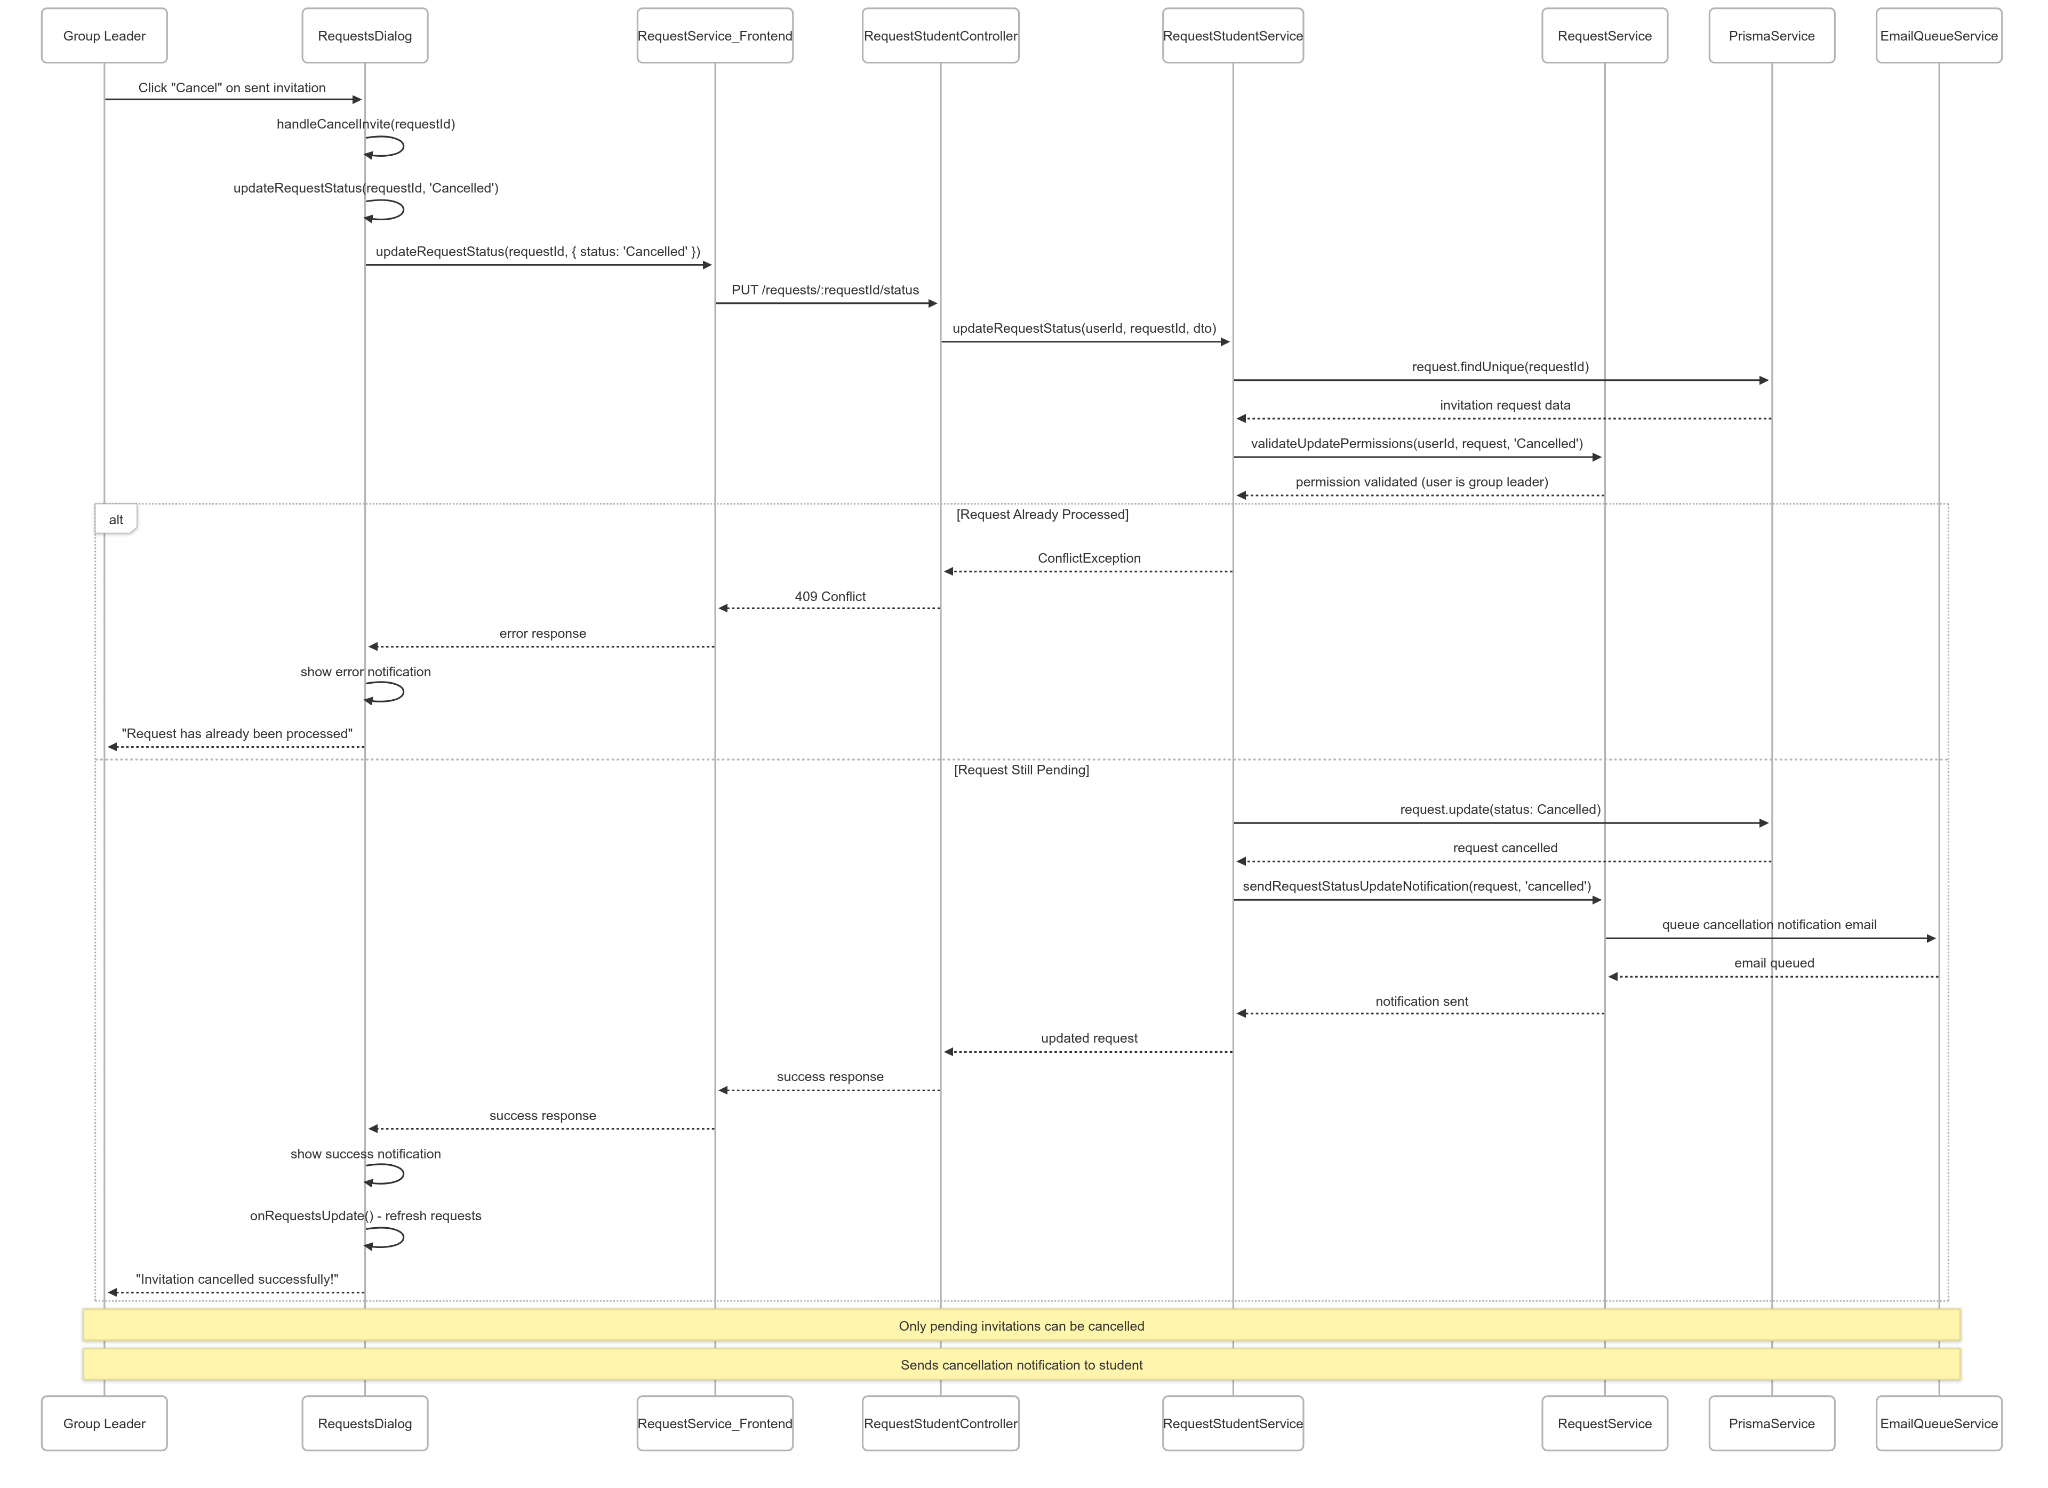 Group Leader
RequestsDialog
RequestService_Frontend
RequestStudentController
RequestStudentService
RequestService
PrismaService
EmailQueueService
Click "Cancel" on sent invitation
handleCancelInvite(requestId)
updateRequestStatus(requestId, 'Cancelled')
updateRequestStatus(requestId, { status: 'Cancelled' })
PUT /requests/:requestId/status
updateRequestStatus(userId, requestId, dto)
request.findUnique(requestId)
invitation request data
validateUpdatePermissions(userId, request, 'Cancelled')
permission validated (user is group leader)
alt
[Request Already Processed]
ConflictException
409 Conflict
error response
show error notification
"Request has already been processed"
[Request Still Pending]
request.update(status: Cancelled)
request cancelled
sendRequestStatusUpdateNotification(request, 'cancelled')
queue cancellation notification email
email queued
notification sent
updated request
success response
success response
show success notification
onRequestsUpdate() - refresh requests
"Invitation cancelled successfully!"
Only pending invitations can be cancelled
Sends cancellation notification to student
Group Leader
RequestsDialog
RequestService_Frontend
RequestStudentController
RequestStudentService
RequestService
PrismaService
EmailQueueService